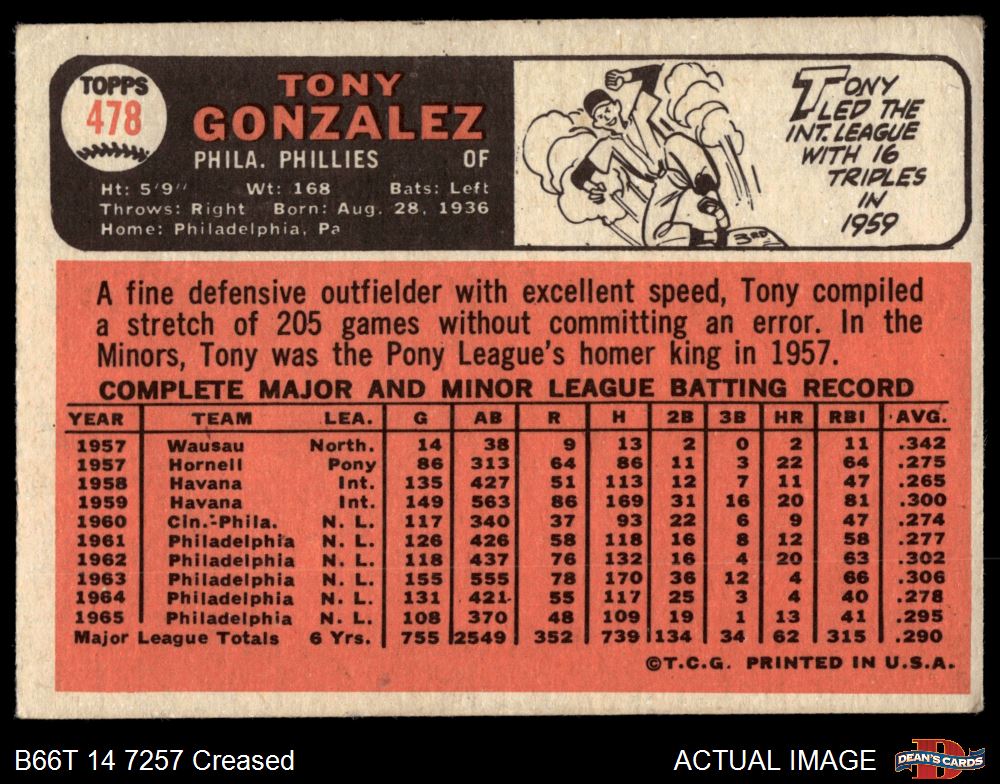 TOPPS
478
TONY
GONZALEZ
PHILA. PHILLIES OF
Ht: 5'9" Wt: 168 Bats: Left
Throws: Right Born: Aug. 28, 1936
Home: Philadelphia, Pa
3RD
TONY
LED THE
INT. LEAGUE
WITH 16
TRIPLES
IN
1959
A fine defensive outfielder with excellent speed, Tony compiled
a stretch of 205 games without committing an error. In the
Minors, Tony was the Pony League's homer king in 1957.
COMPLETE MAJOR AND MINOR LEAGUE BATTING RECORD
YEAR TEAM LEA. G AB R H 2B 3B HR RBI AVG.
1957 Wausau North. 14 38 9 13 2 0 2 11 .342
1957 Hornell Pony 86 313 64 86 11 3 22 64 .275
1958 Havana Int. 135 427 51 113 12 7 11 47 .265
1959 Havana Int. 149 563 86 169 31 16 20 81 .300
1960 Cin.-Phila. N. L. 117 340 37 93 22 6 9 47 .274
1961 Philadelphia N. L. 126 426 58 118 16 8 12 58 .277
1962 Philadelphia N. L. 118 437 76 132 16 4 20 63 .302
1963 Philadelphia N. L. 155 555 78 170 36 12 4 66 .306
1964 Philadelphia N. L. 131 421 55 117 25 3 4 40 .278
1965 Philadelphia N. L. 108 370 48 109 19 1 13 41 .295
Major League Totals 6 Yrs. 755 2549 352 739 134 34 62 315 .290
©T.C.G. PRINTED IN U.S.A.
B66T 14 7257 Creased
ACTUAL IMAGE
DEAN'S CARDS